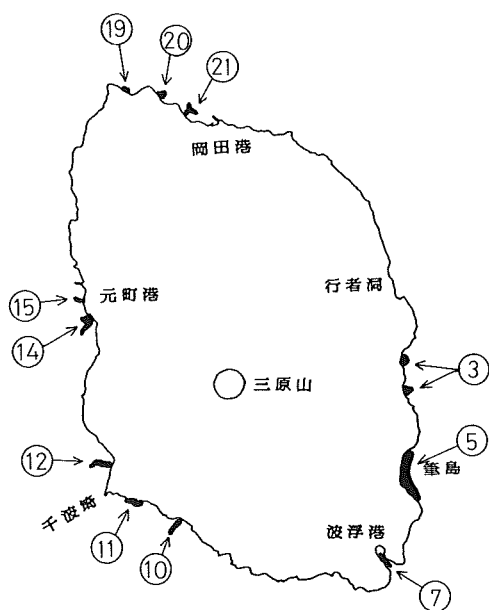 ⑲
⑳
㉑
岡田港
行者洞
元町港
⑮
⑭
③
三原山
⑤
筆島
⑫
千波崎
⑪
⑩
波浮港
⑦